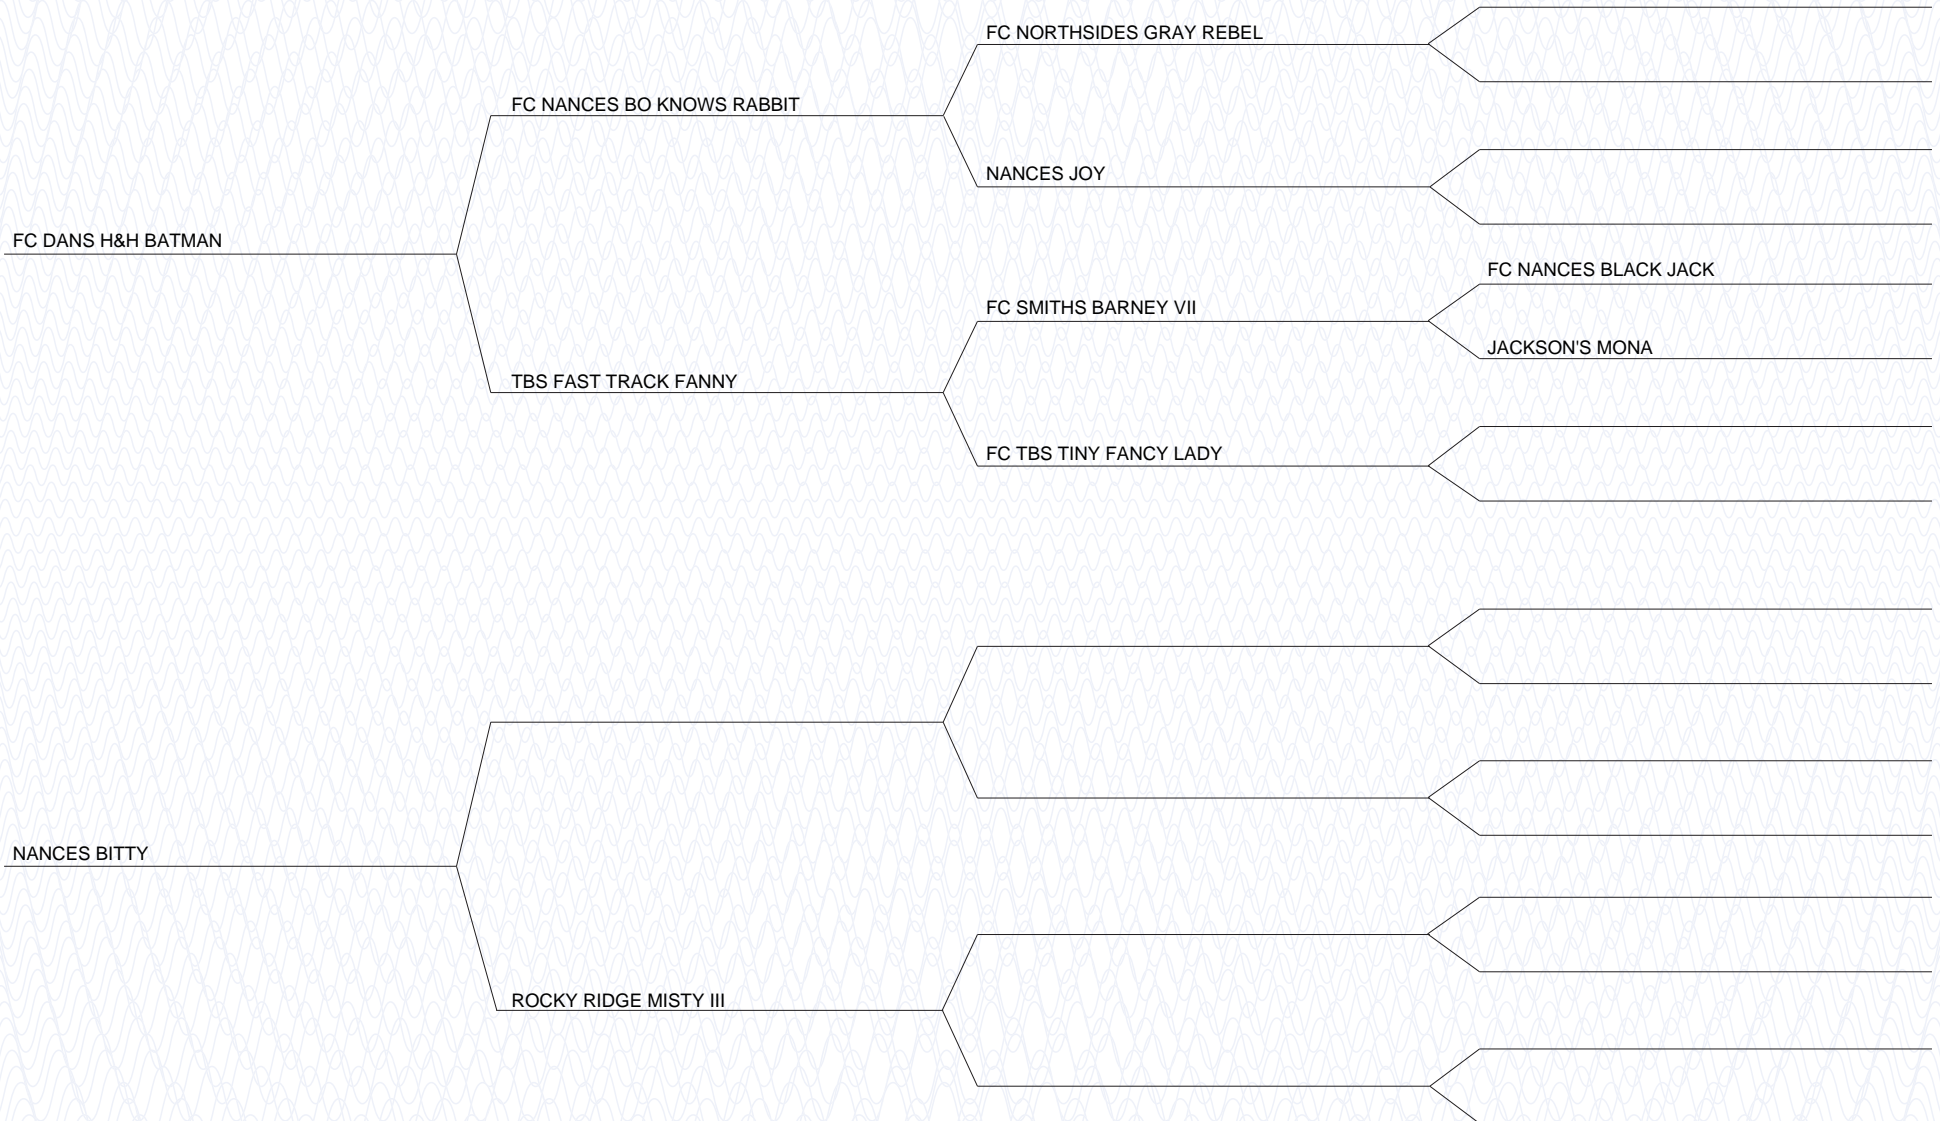 FC NORTHSIDES GRAY REBEL
FC NANCES BO KNOWS RABBIT
NANCES JOY
FC DANS H&H BATMAN
FC NANCES BLACK JACK
FC SMITHS BARNEY VII
JACKSON'S MONA
TBS FAST TRACK FANNY
FC TBS TINY FANCY LADY
NANCES BITTY
ROCKY RIDGE MISTY III